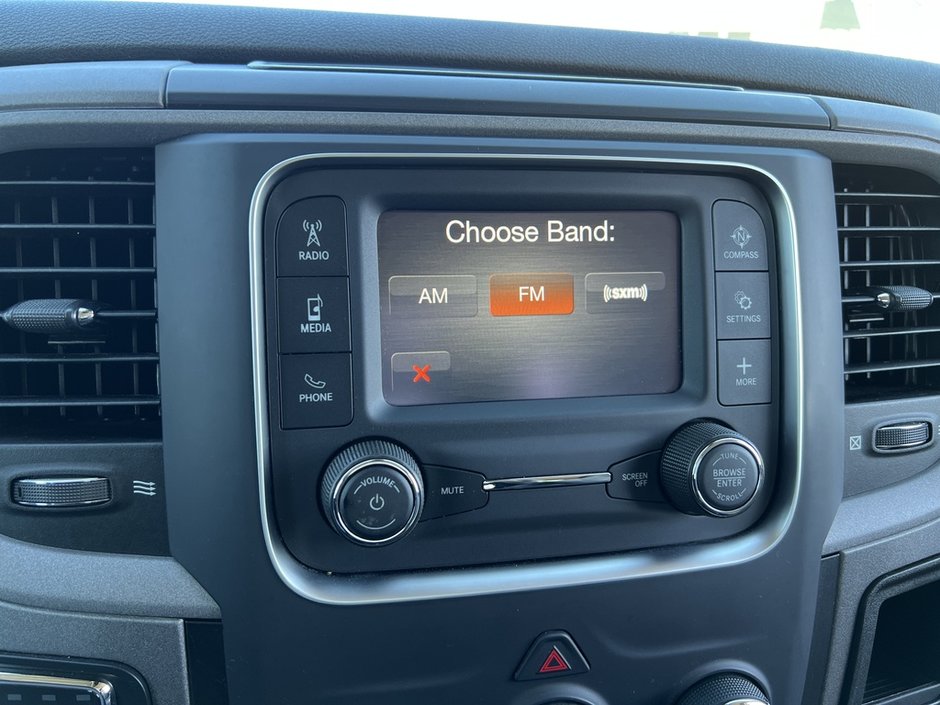 Choose Band:
AM
FM
((sxm))
RADIO
MEDIA
PHONE
N
COMPASS
SETTINGS
MORE
VOLUME
MUTE
SCREEN
OFF
TUNE
BROWSE
ENTER
SCROLL